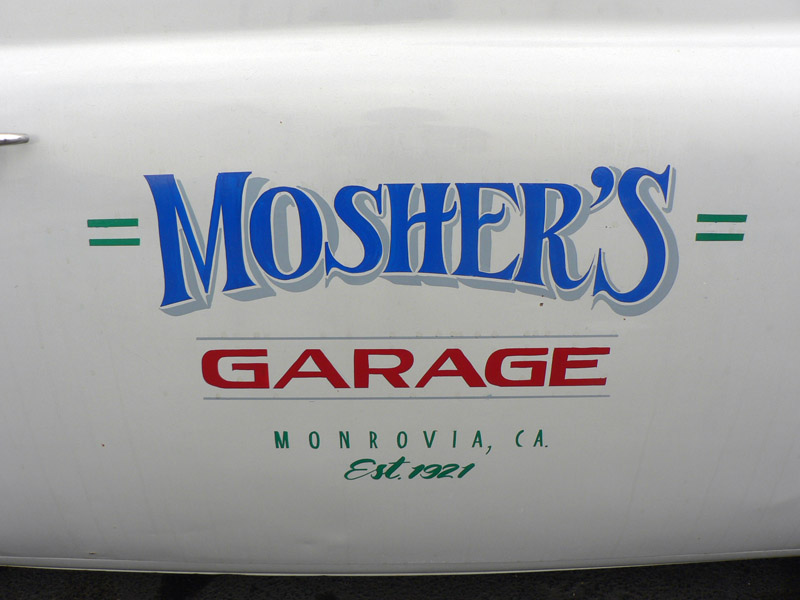 MOSHER'S
GARAGE
MONROVIA, CA.
Est. 1921